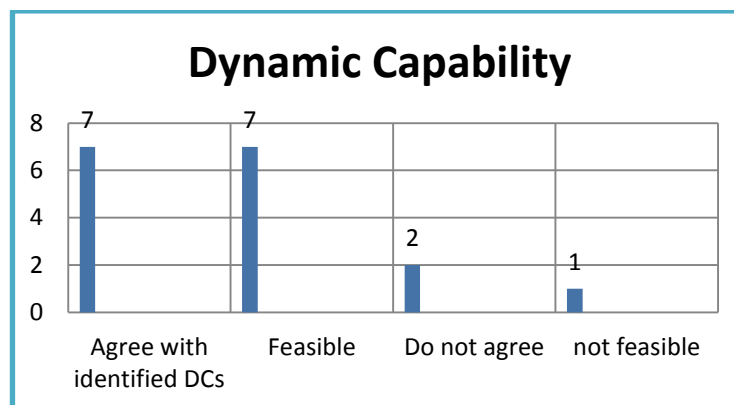 Dynamic Capability
8
6
4
2
0
7
7
2
1
Agree with
identified DCs
Feasible
Do not agree
not feasible